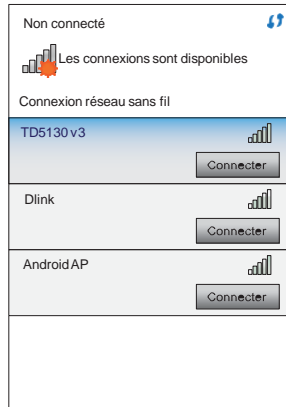 Non connecté
Les connexions sont disponibles
Connexion réseau sans fil
TD5130 v3
Connecter
Dlink
Connecter
Android AP
Connecter